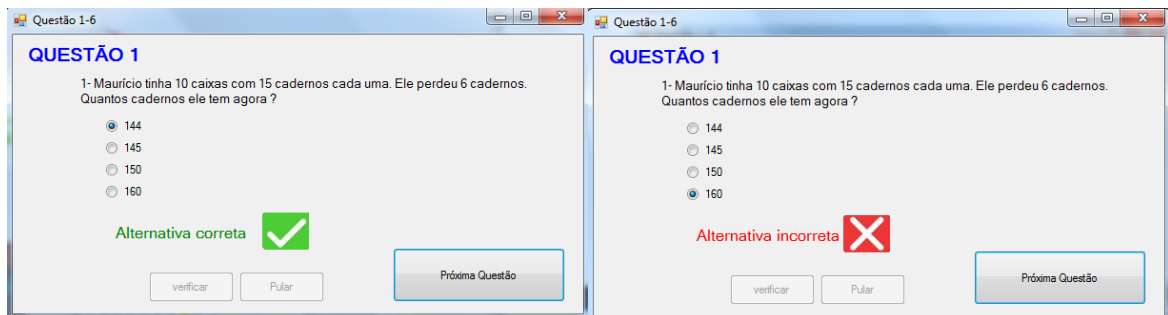 Questão 1-6
QUESTÃO 1
1- Maurício tinha 10 caixas com 15 cadernos cada uma. Ele perdeu 6 cadernos.
Quantos cadernos ele tem agora ?
144
145
150
160
Alternativa correta
verificar
Pular
Próxima Questão
Questão 1-6
QUESTÃO 1
1- Maurício tinha 10 caixas com 15 cadernos cada uma. Ele perdeu 6 cadernos.
Quantos cadernos ele tem agora ?
144
145
150
160
Alternativa incorreta
verificar
Pular
Próxima Questão